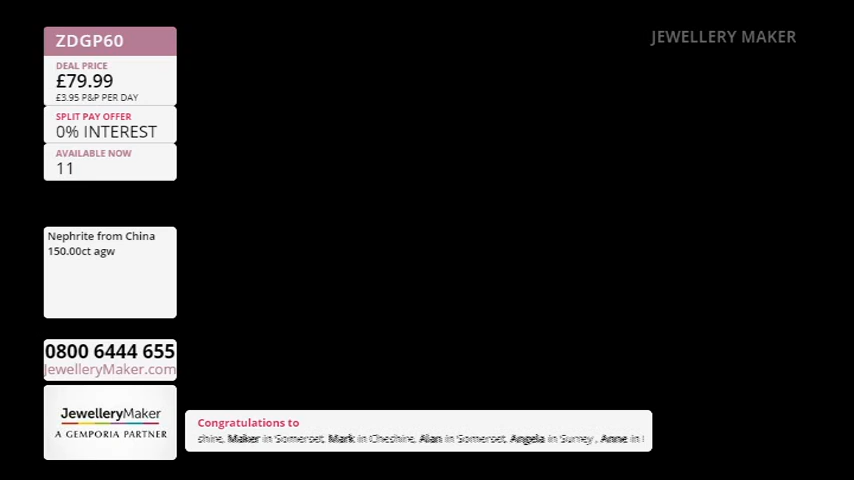 ZDGP60
DEAL PRICE
£79.99
£3.95 P&P PER DAY
SPLIT PAY OFFER
0% INTEREST
AVAILABLE NOW
11
JEWELLERY MAKER
Nephrite from China
150.00ct agw
0800 6444 655
JewelleryMaker.com
JewelleryMaker
A GEMPORIA PARTNER
Congratulations to
shire, Maker in Somerset, Mark in Cheshire, Alan in Somerset, Angela in Surrey , Anne in